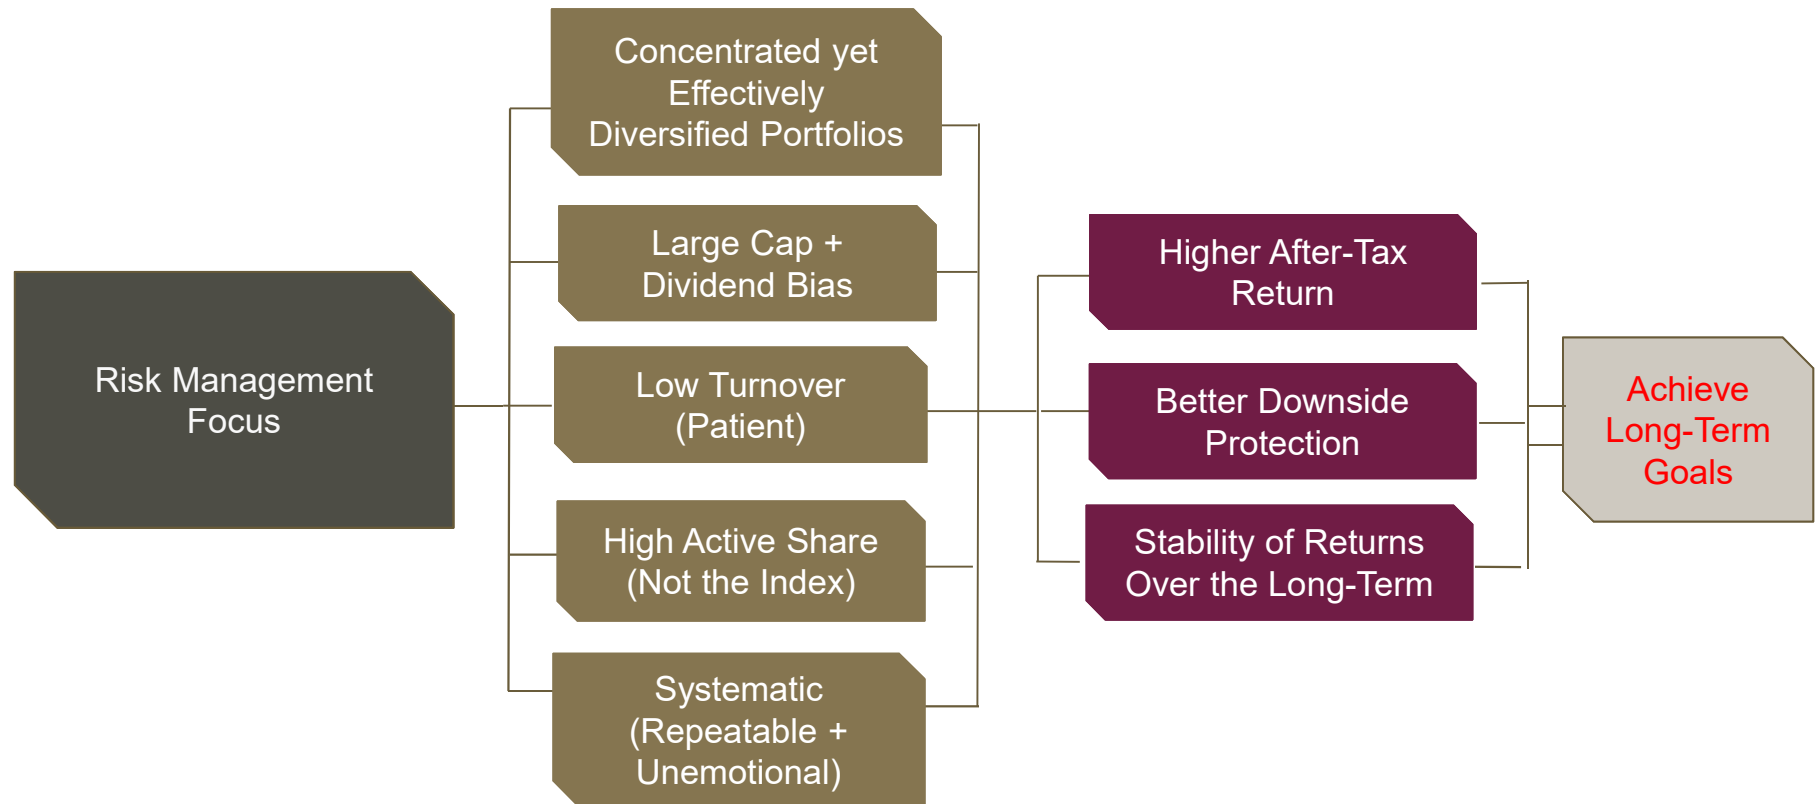 Risk Management
Focus
Concentrated yet
Effectively
Diversified Portfolios
Large Cap +
Dividend Bias
Low Turnover
(Patient)
High Active Share
(Not the Index)
Systematic
(Repeatable +
Unemotional)
Higher After-Tax
Return
Better Downside
Protection
Stability of Returns
Over the Long-Term
Achieve
Long-Term
Goals